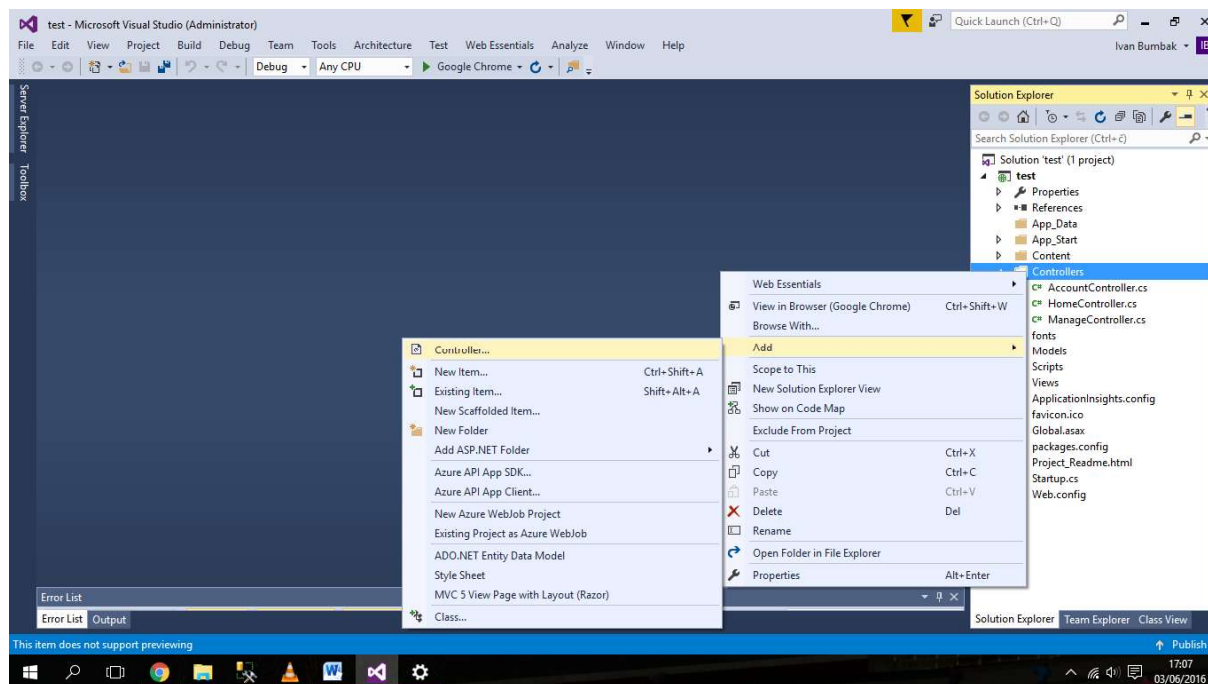 test - Microsoft Visual Studio (Administrator)
Quick Launch (Ctrl+Q)
File Edit View Project Build Debug Team Tools Architecture Test Web Essentials Analyze Window Help
Ivan Bumbak IE
Debug Any CPU Google Chrome
Server Explorer
Toolbox
Solution Explorer
Search Solution Explorer (Ctrl+č)
Solution 'test' (1 project)
test
Properties
References
App_Data
App_Start
Content
Controllers
C# AccountController.cs
C# HomeController.cs
C# ManageController.cs
fonts
Models
Scripts
Views
ApplicationInsights.config
favicon.ico
Global.asax
packages.config
Project_Readme.html
Startup.cs
Web.config
Web Essentials
View in Browser (Google Chrome) Ctrl+Shift+W
Browse With...
Add
Scope to This
New Solution Explorer View
Show on Code Map
Exclude From Project
Cut Ctrl+X
Copy Ctrl+C
Paste Ctrl+V
Delete Del
Rename
Open Folder in File Explorer
Properties Alt+Enter
Controller...
New Item... Ctrl+Shift+A
Existing Item... Shift+Alt+A
New Scaffolded Item...
New Folder
Add ASP.NET Folder
Azure API App SDK...
Azure API App Client...
New Azure WebJob Project
Existing Project as Azure WebJob
ADO.NET Entity Data Model
Style Sheet
MVC 5 View Page with Layout (Razor)
Class...
Error List
Error List Output
Solution Explorer Team Explorer Class View
This item does not support previewing
Publish
17:07
03/06/2016